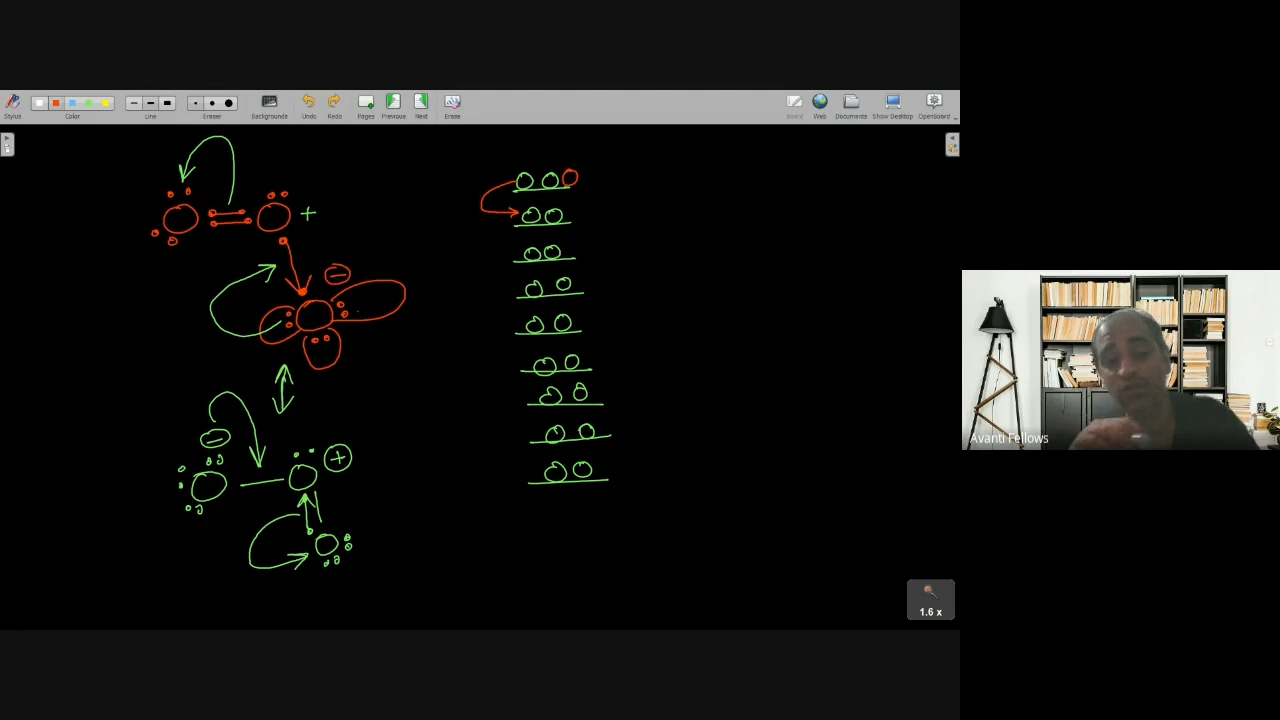 Stylus
Color
Line
Eraser
Backgrounds
Undo
Redo
Pages
Previous
Next
Erase
Board
Web
Documents
Show Desktop
OpenBoard
+
−
−
+
1.6 x
Avanti Fellows